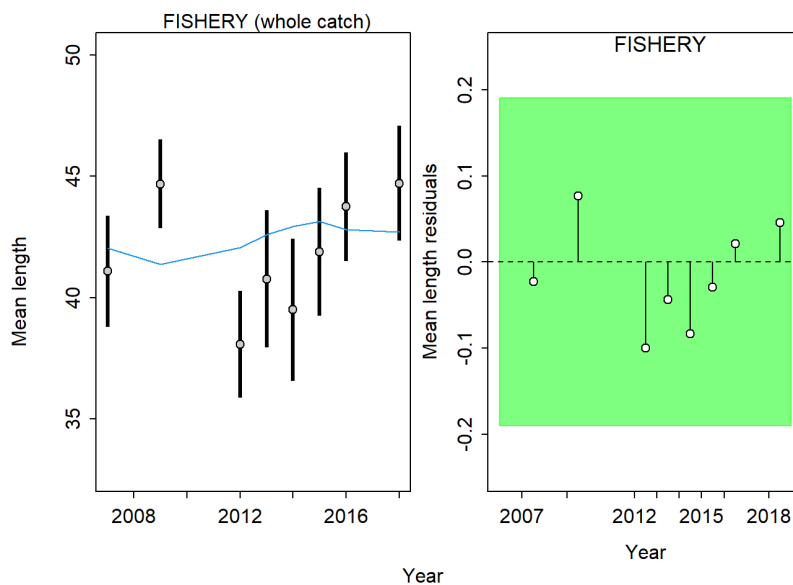 FISHERY (whole catch)
Mean length
50
45
40
35
2008
2012
2016
Year
FISHERY
Mean length residuals
0.2
0.1
0.0
-0.1
-0.2
2007
2012
2015
2018
Year